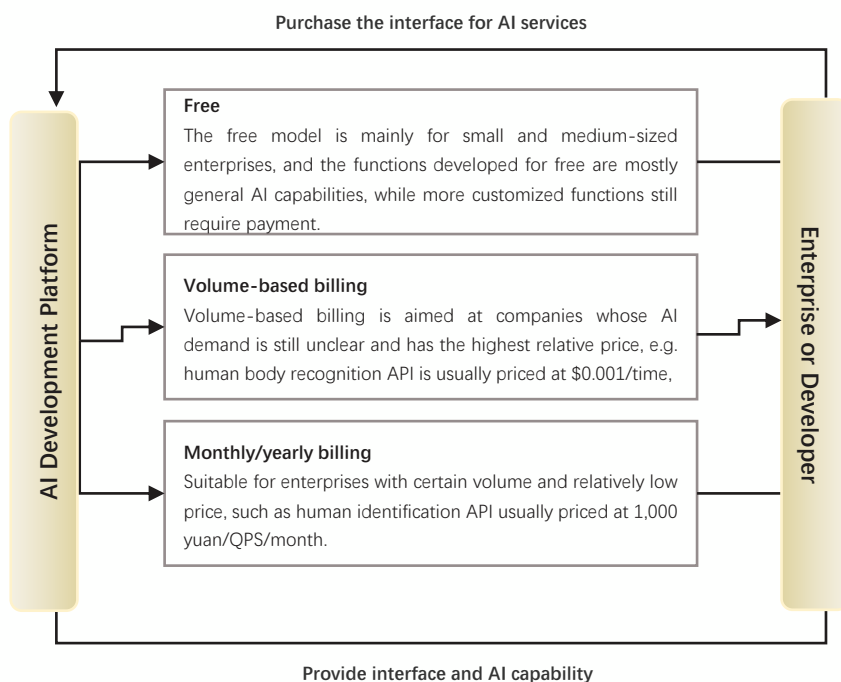 Purchase the interface for AI services
AI Development Platform
Free
The free model is mainly for small and medium-sized
enterprises, and the functions developed for free are mostly
general AI capabilities, while more customized functions still
require payment.
Volume-based billing
Volume-based billing is aimed at companies whose AI
demand is still unclear and has the highest relative price, e.g.
human body recognition API is usually priced at $0.001/time,
Monthly/yearly billing
Suitable for enterprises with certain volume and relatively low
price, such as human identification API usually priced at 1,000
yuan/QPS/month.
Enterprise or Developer
Provide interface and AI capability